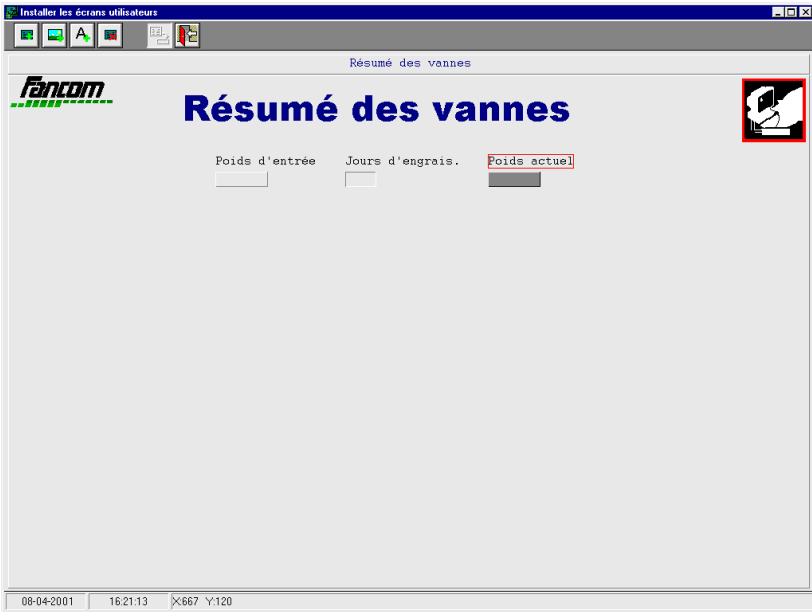 Installer les écrans utilisateurs
A
Résumé des vannes
Fancom
Résumé des vannes
Poids d'entrée Jours d'engrais. Poids actuel
08-04-2001 16:21:13 X:667 Y:120